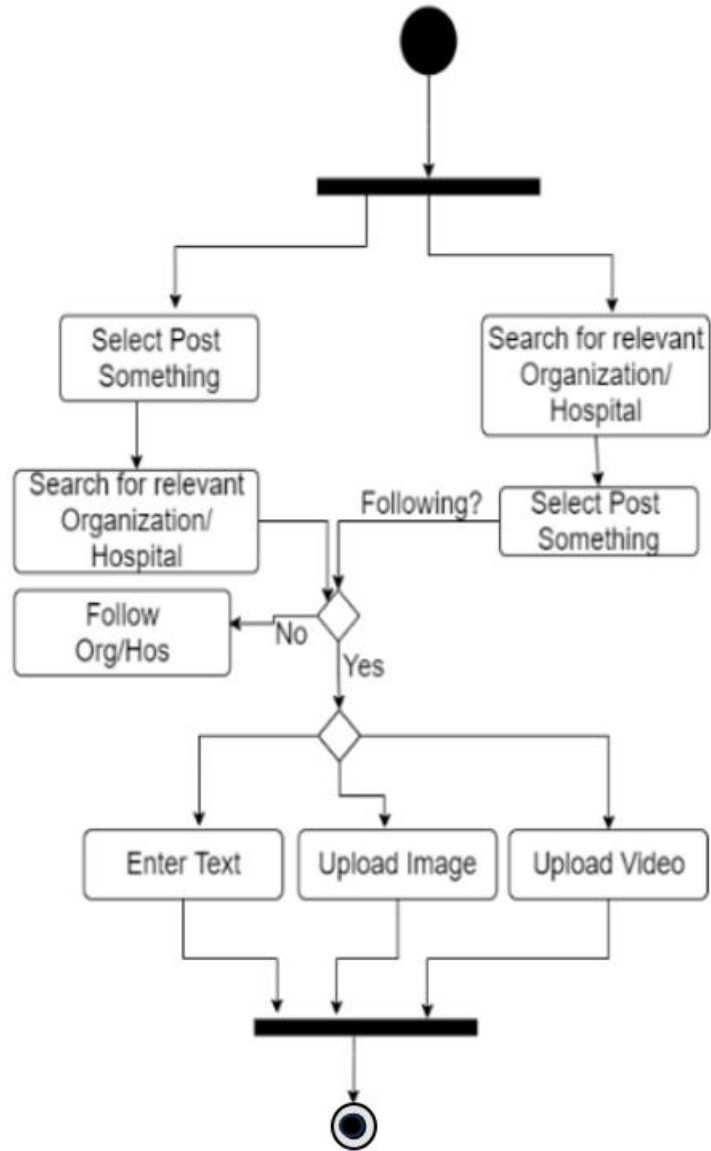 Select Post
Something
Search for relevant
Organization/
Hospital
Search for relevant
Organization/
Hospital
Following?
Select Post
Something
Follow
Org/Hos
No
Yes
Enter Text
Upload Image
Upload Video